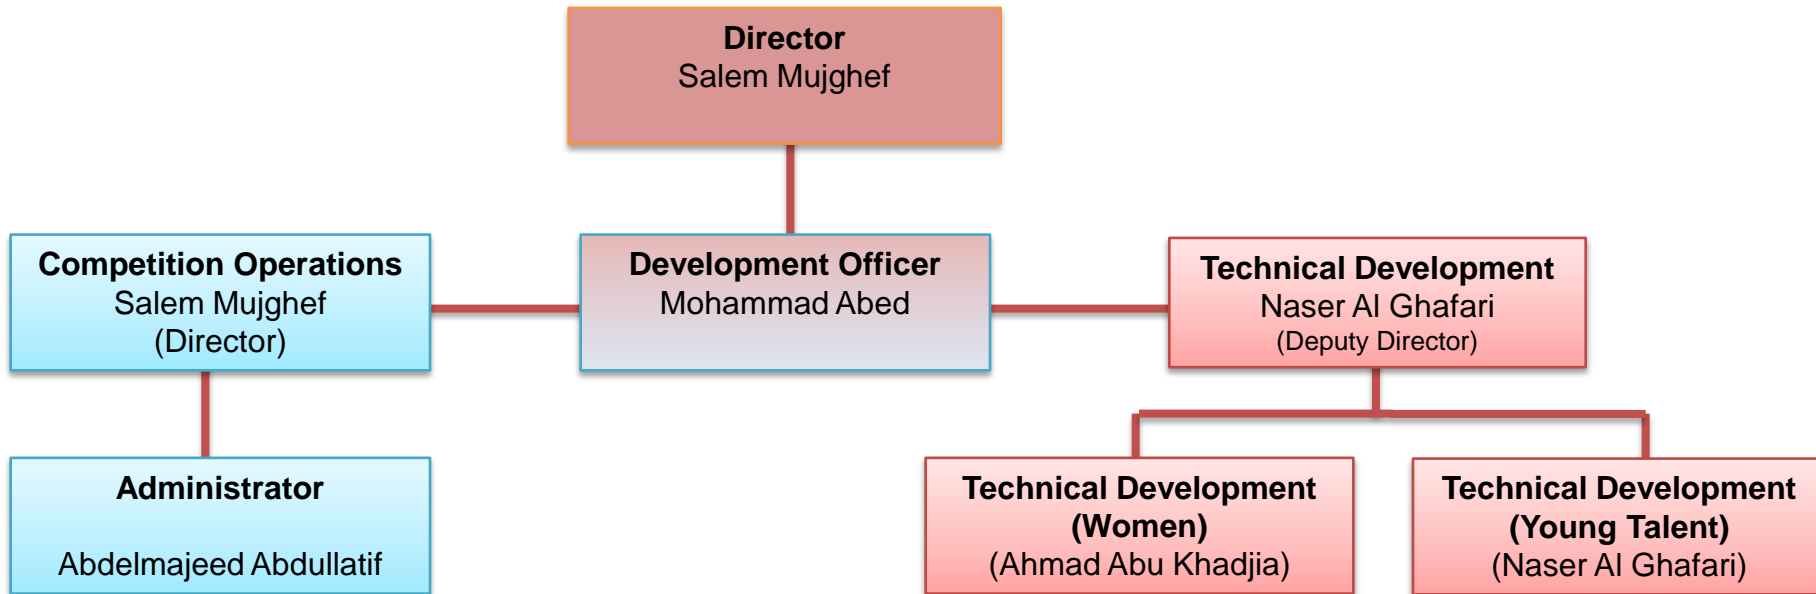 Director
Salem Mujghef
Competition Operations
Salem Mujghef
(Director)
Development Officer
Mohammad Abed
Technical Development
Naser Al Ghafari
(Deputy Director)
Administrator
Abdelmajeed Abdullatif
Technical Development
(Women)
(Ahmad Abu Khadjia)
Technical Development
(Young Talent)
(Naser Al Ghafari)